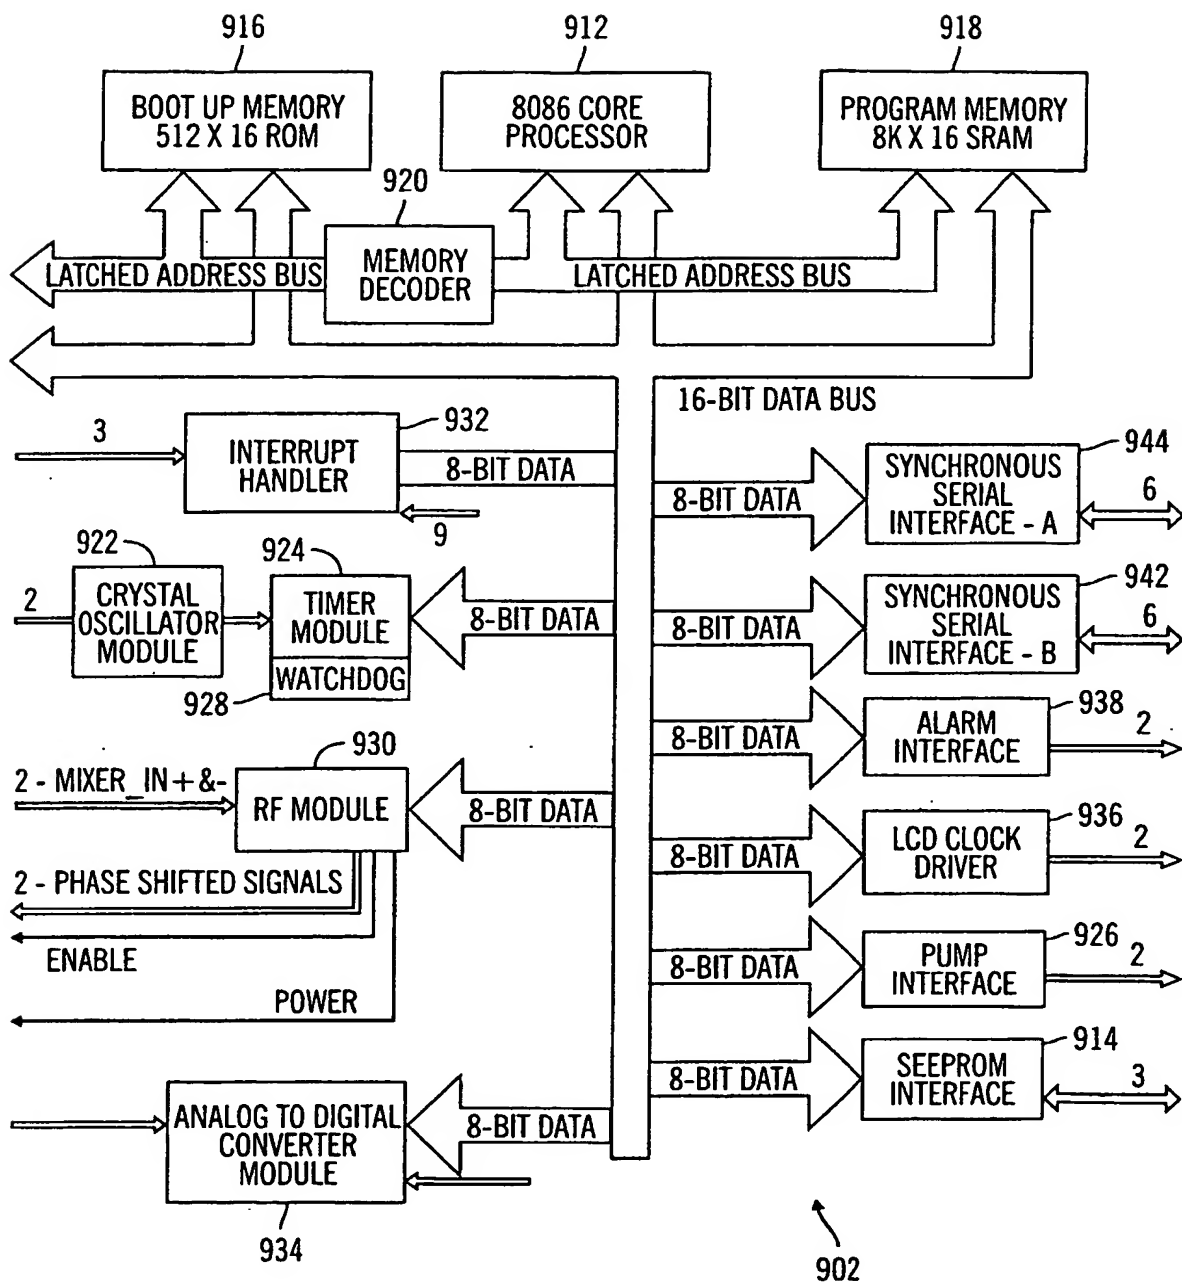 916
912
918
BOOT UP MEMORY
512 X 16 ROM
8086 CORE
PROCESSOR
PROGRAM MEMORY
8K X 16 SRAM
920
MEMORY
DECODER
LATCHED ADDRESS BUS
LATCHED ADDRESS BUS
16-BIT DATA BUS
3
932
INTERRUPT
HANDLER
8-BIT DATA
9
944
SYNCHRONOUS
SERIAL
INTERFACE - A
8-BIT DATA
6
922
924
2
CRYSTAL
OSCILLATOR
MODULE
TIMER
MODULE
WATCHDOG
928
8-BIT DATA
942
8-BIT DATA
SYNCHRONOUS
SERIAL
INTERFACE - B
6
938
8-BIT DATA
ALARM
INTERFACE
2
930
2 - MIXER_IN+&-
RF MODULE
8-BIT DATA
2 - PHASE SHIFTED SIGNALS
ENABLE
POWER
936
8-BIT DATA
LCD CLOCK
DRIVER
2
926
8-BIT DATA
PUMP
INTERFACE
2
914
8-BIT DATA
SEEPROM
INTERFACE
3
ANALOG TO DIGITAL
CONVERTER
MODULE
8-BIT DATA
934
902